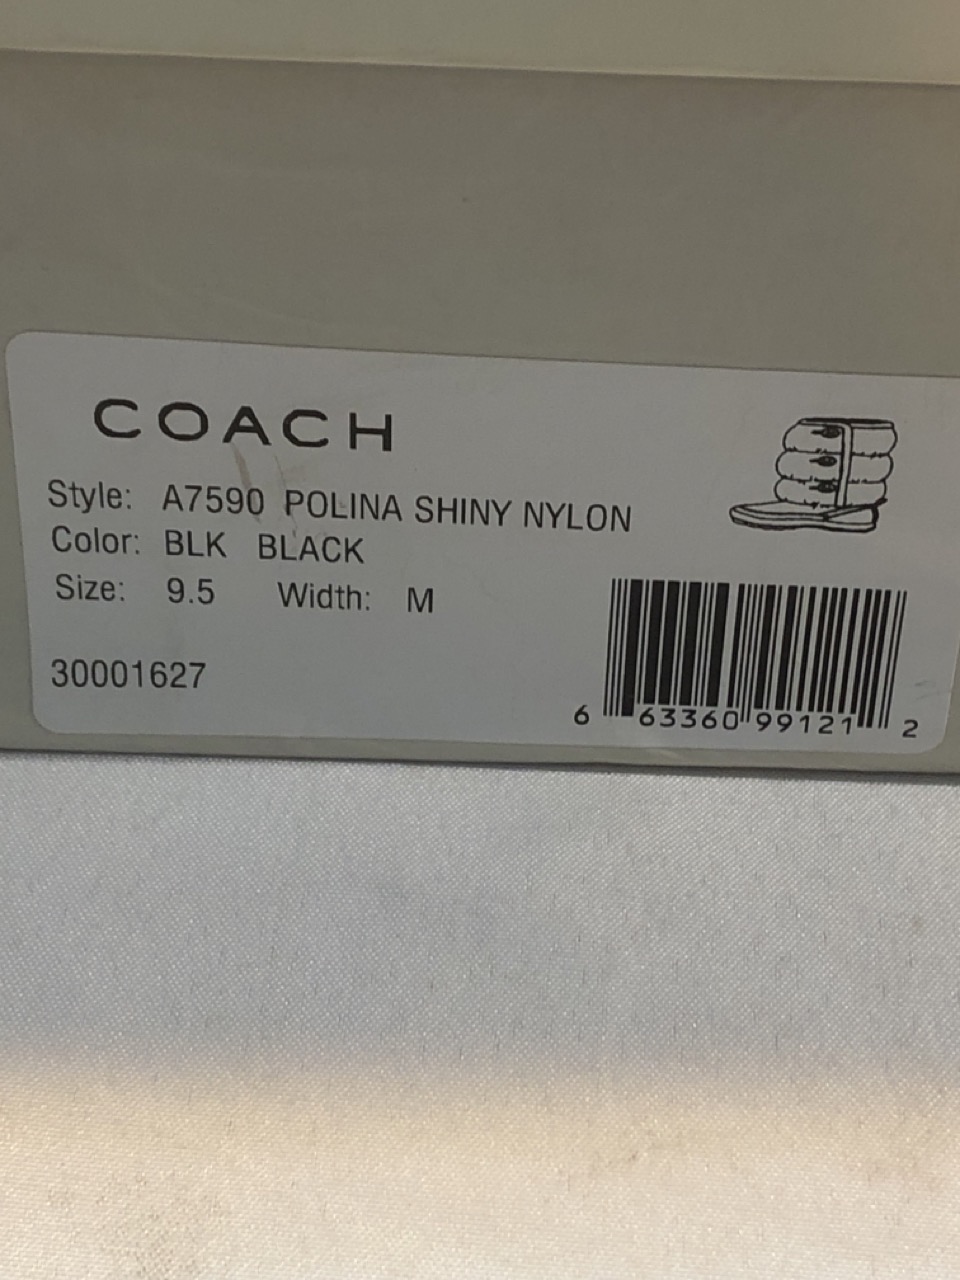 COACH
Style: A7590 POLINA SHINY NYLON
Color: BLK BLACK
Size: 9.5 Width: M
30001627
6 63360 99121 2